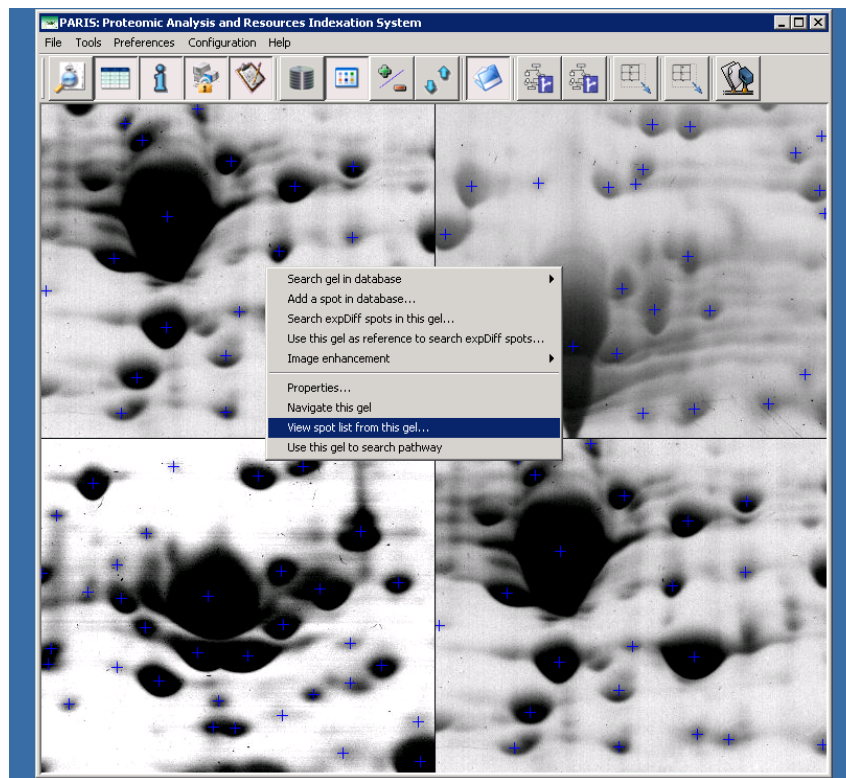 PARIS: Proteomic Analysis and Resources Indexation System
File Tools Preferences Configuration Help
Search gel in database
Add a spot in database...
Search expDiff spots in this gel...
Use this gel as reference to search expDiff spots...
Image enhancement
Properties...
Navigate this gel
View spot list from this gel...
Use this gel to search pathway